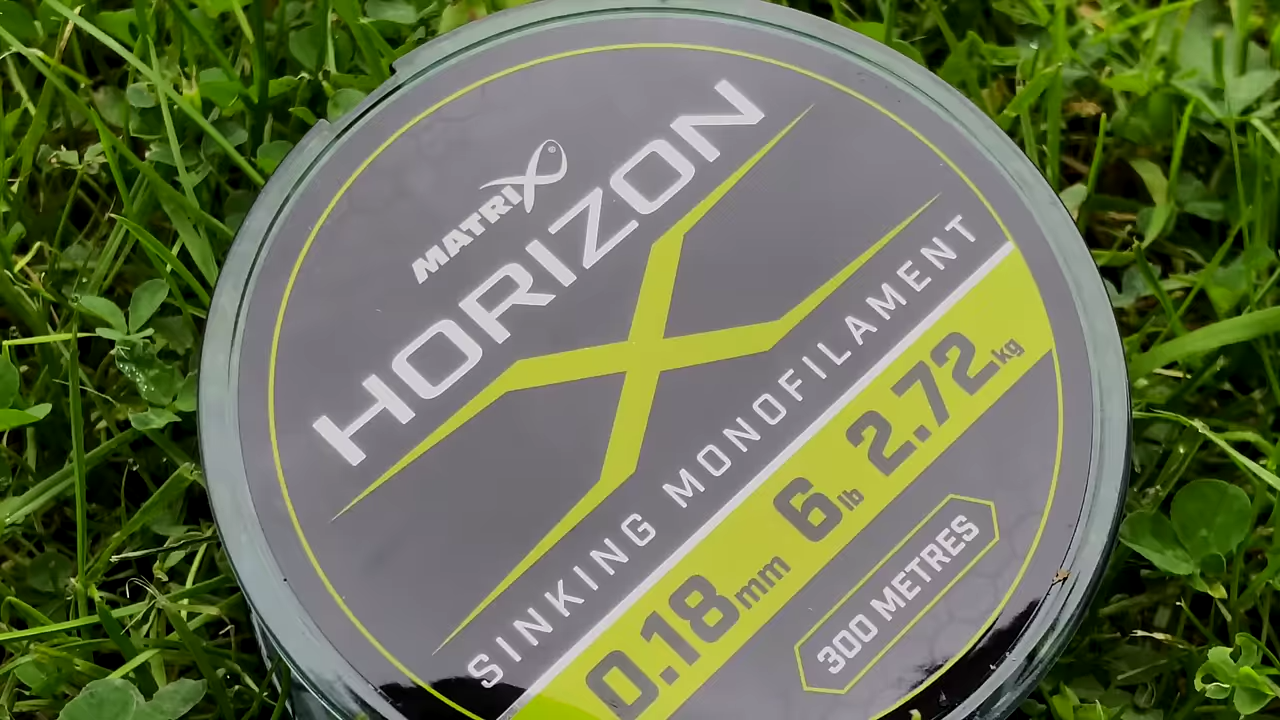 MATRIX®
HORIZON
X
SINKING MONOFILAMENT
0.18mm 6lb 2.72kg
300 METRES